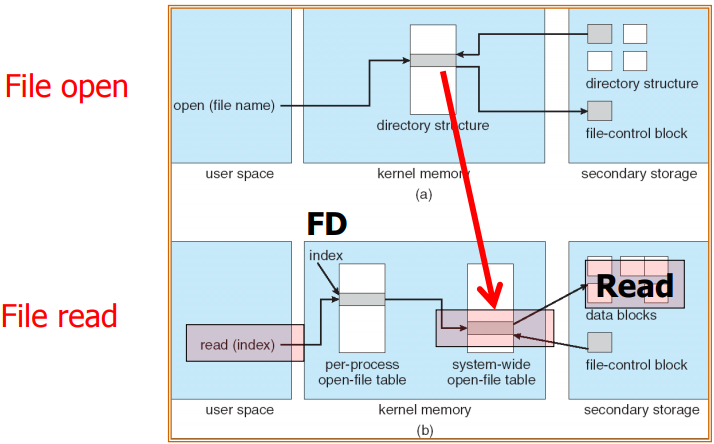 File open
open (file name)
directory structure
directory structure
file-control block
user space
kernel memory
secondary storage
(a)
FD
index
File read
read (index)
per-process
open-file table
system-wide
open-file table
Read
data blocks
file-control block
user space
kernel memory
secondary storage
(b)